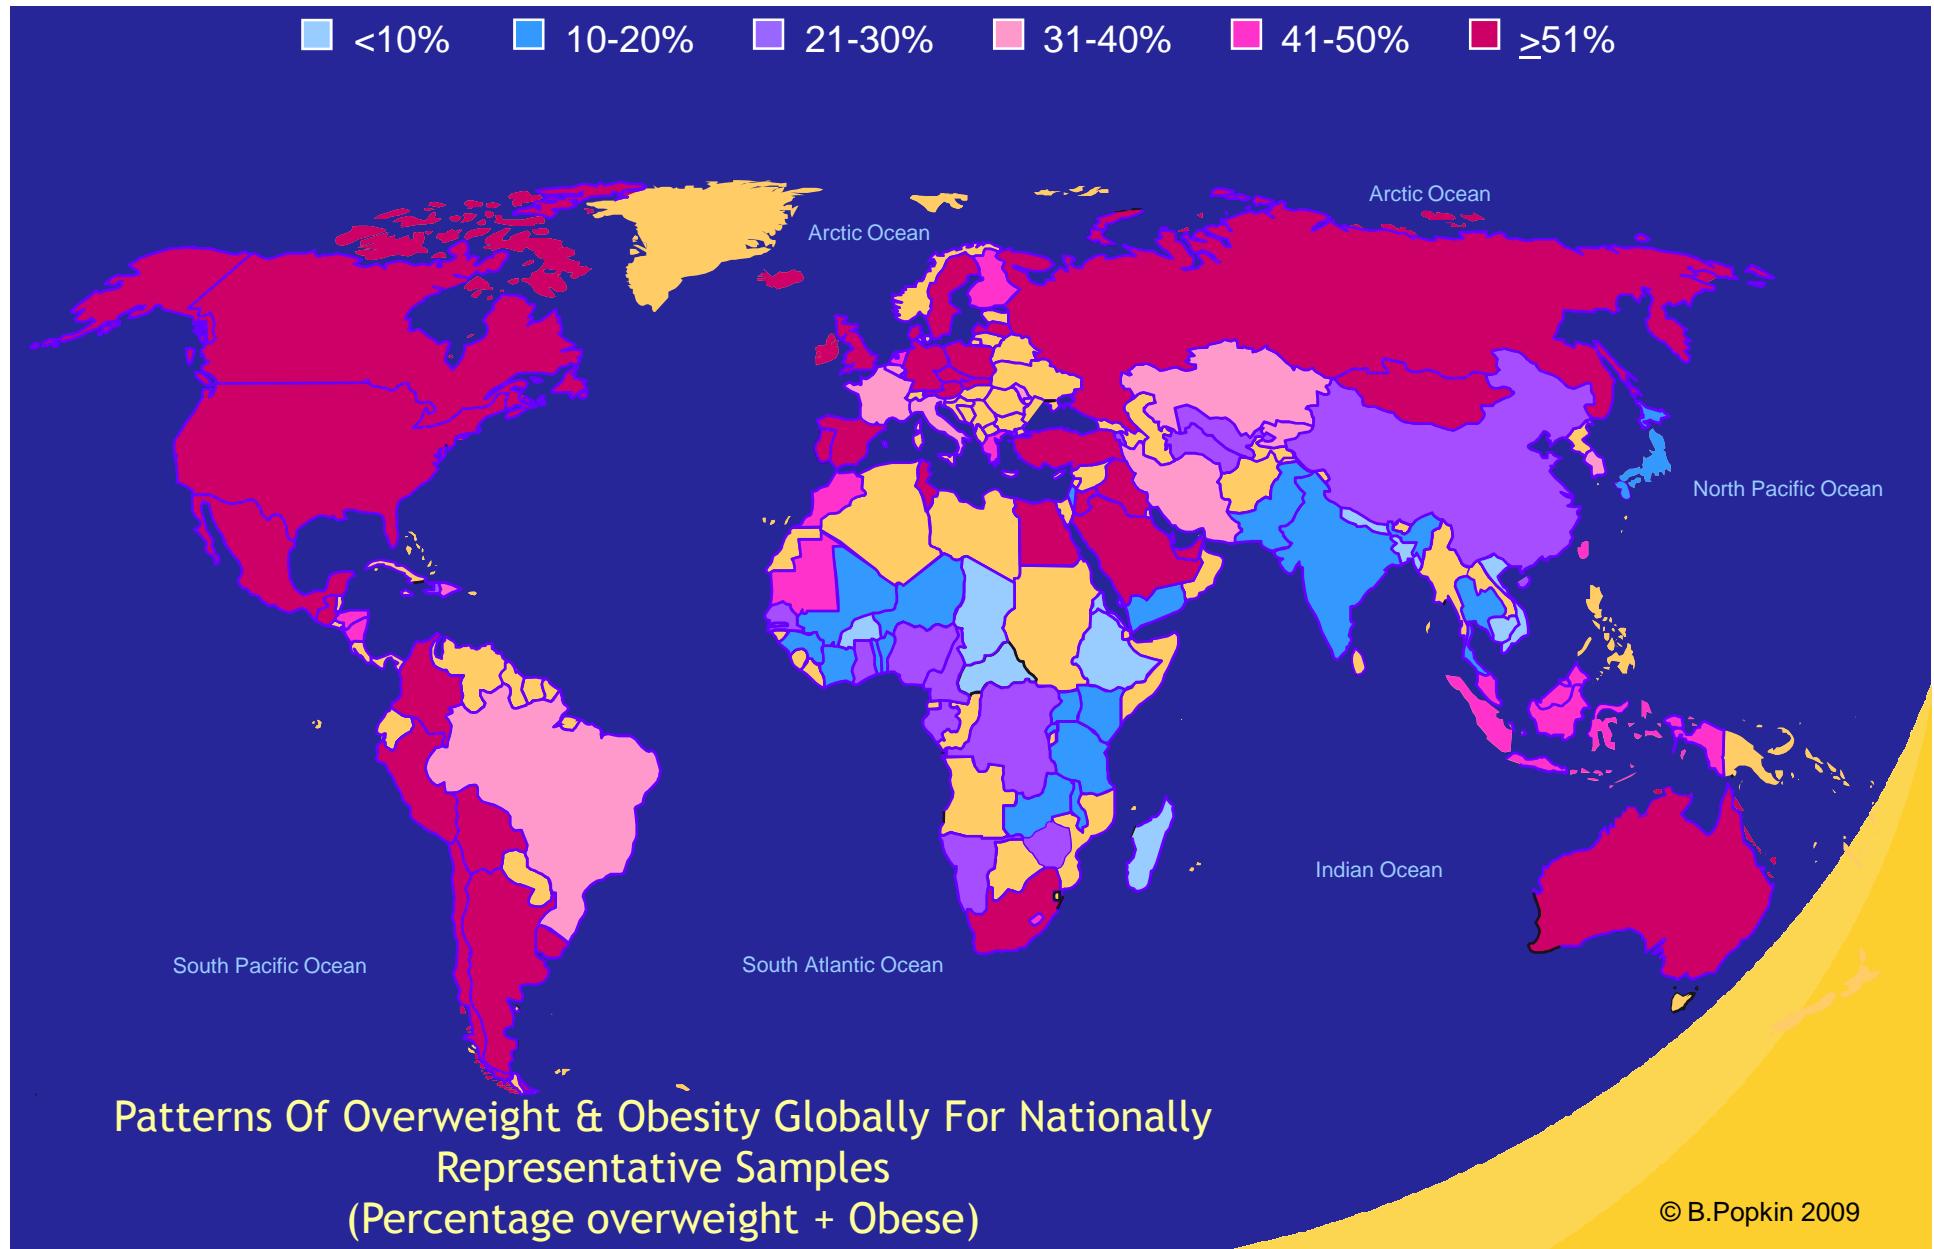 <10% 10-20% 21-30% 31-40% 41-50% ≥51%
Arctic Ocean
Arctic Ocean
North Pacific Ocean
Indian Ocean
South Pacific Ocean
South Atlantic Ocean
Patterns Of Overweight & Obesity Globally For Nationally
Representative Samples
(Percentage overweight + Obese)
© B.Popkin 2009